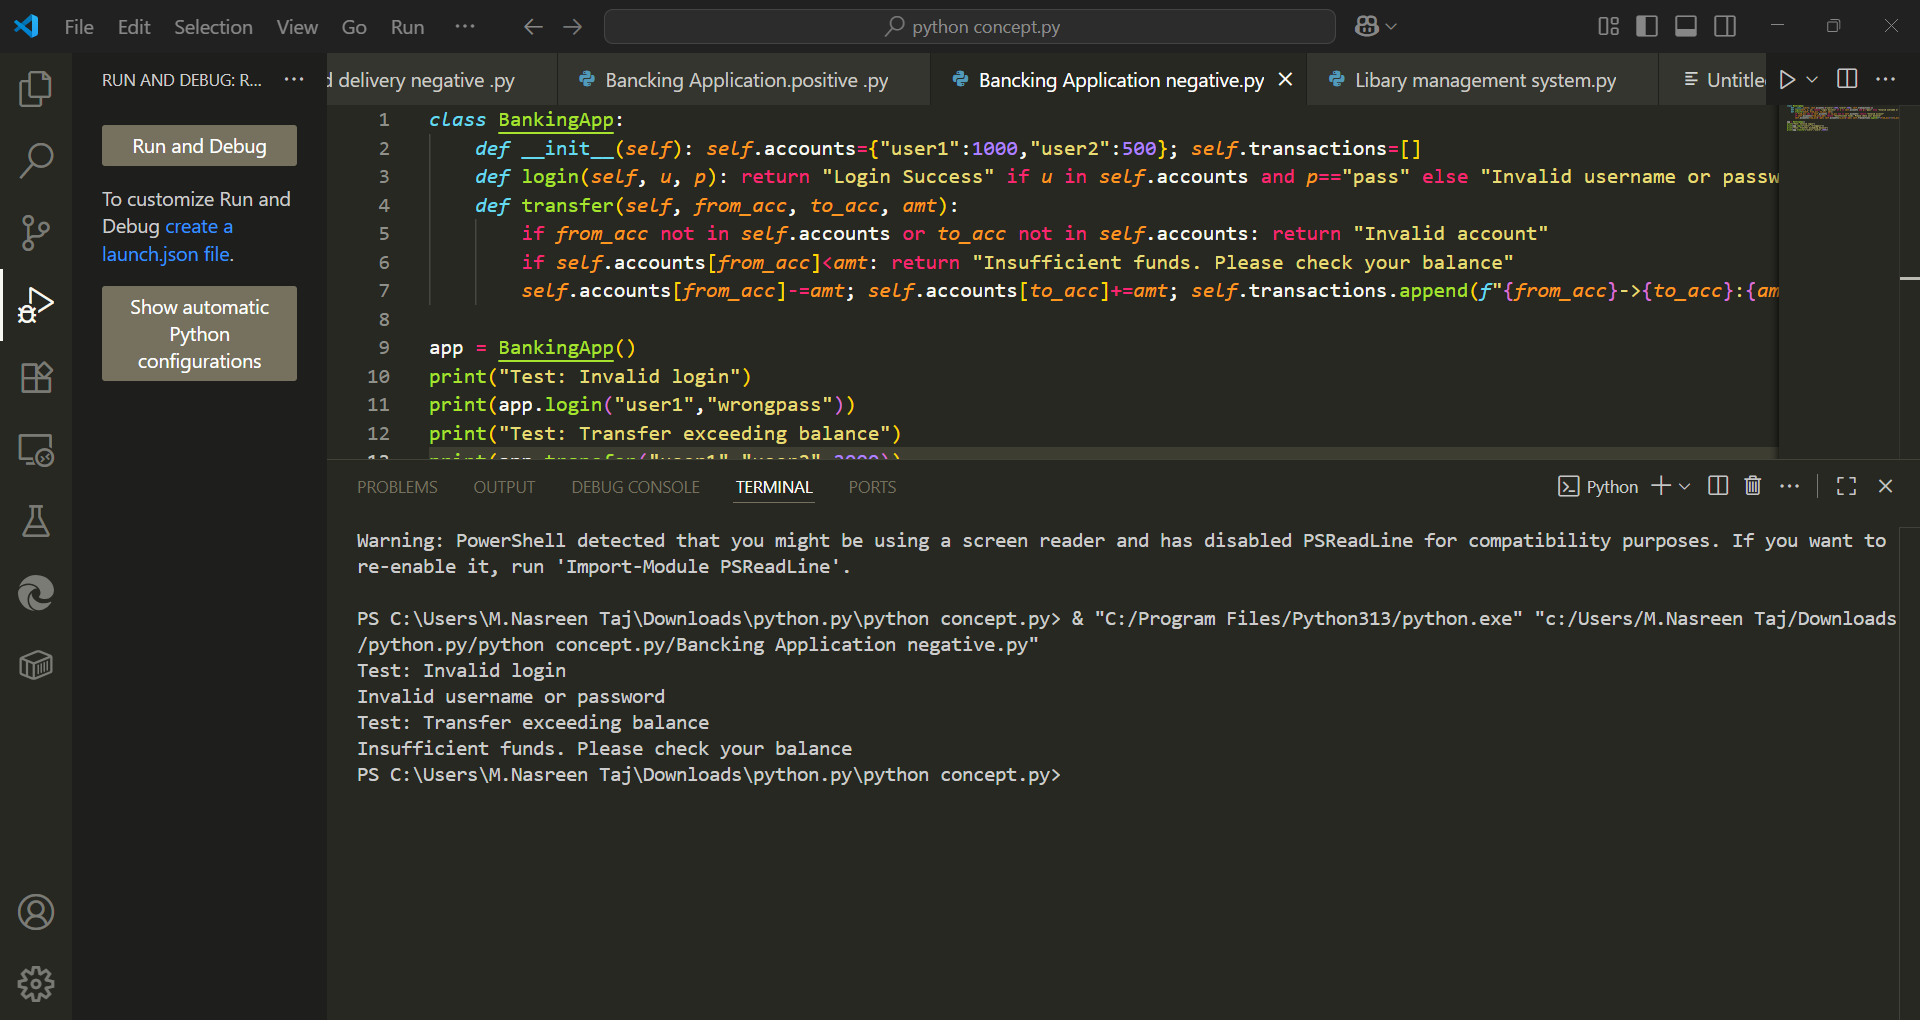 File Edit Selection View Go Run ... python concept.py
RUN AND DEBUG: R... ...
delivery negative .py Bancking Application.positive .py Bancking Application negative.py Libary management system.py Untitle
Run and Debug
To customize Run and
Debug create a
launch.json file.
Show automatic
Python
configurations
1 class BankingApp:
2 def __init__(self): self.accounts={"user1":1000,"user2":500}; self.transactions=[]
3 def login(self, u, p): return "Login Success" if u in self.accounts and p=="pass" else "Invalid username or passw
4 def transfer(self, from_acc, to_acc, amt):
5 if from_acc not in self.accounts or to_acc not in self.accounts: return "Invalid account"
6 if self.accounts[from_acc]<amt: return "Insufficient funds. Please check your balance"
7 self.accounts[from_acc]-=amt; self.accounts[to_acc]+=amt; self.transactions.append(f"{from_acc}->{to_acc}:{am
8
9 app = BankingApp()
10 print("Test: Invalid login")
11 print(app.login("user1","wrongpass"))
12 print("Test: Transfer exceeding balance")
13 print(app.transfer("user1","user2",2000))
PROBLEMS OUTPUT DEBUG CONSOLE TERMINAL PORTS Python
Warning: PowerShell detected that you might be using a screen reader and has disabled PSReadLine for compatibility purposes. If you want to
re-enable it, run 'Import-Module PSReadLine'.
PS C:\Users\M.Nasreen Taj\Downloads\python.py\python concept.py> & "C:/Program Files/Python313/python.exe" "c:/Users/M.Nasreen Taj/Downloads
/python.py/python concept.py/Bancking Application negative.py"
Test: Invalid login
Invalid username or password
Test: Transfer exceeding balance
Insufficient funds. Please check your balance
PS C:\Users\M.Nasreen Taj\Downloads\python.py\python concept.py>